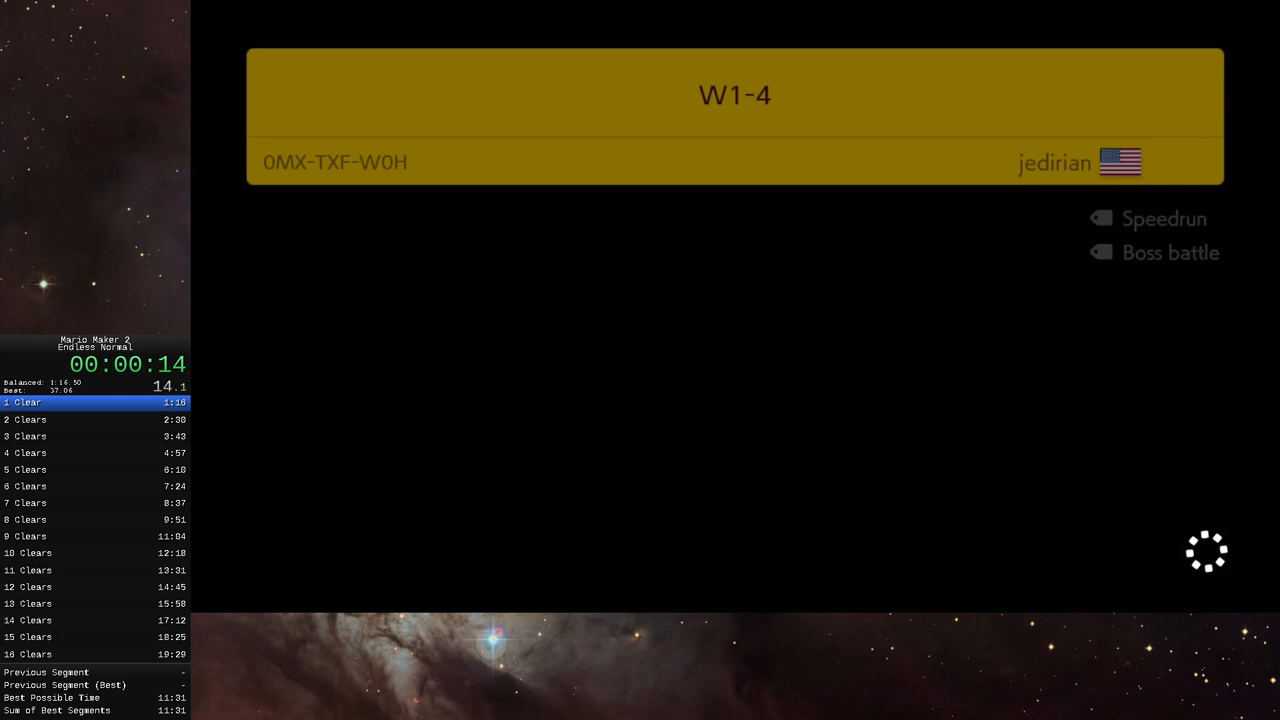 W1-4
0MX-TXF-W0H
jedirian
Speedrun
Boss battle
Mario Maker 2
Endless Normal
00:00:14
Balanced: 1:16.50
Best: 37.06
14.1
1 Clear 1:16
2 Clears 2:30
3 Clears 3:43
4 Clears 4:57
5 Clears 6:10
6 Clears 7:24
7 Clears 8:37
8 Clears 9:51
9 Clears 11:04
10 Clears 12:18
11 Clears 13:31
12 Clears 14:45
13 Clears 15:58
14 Clears 17:12
15 Clears 18:25
16 Clears 19:29
Previous Segment -
Previous Segment (Best) -
Best Possible Time 11:31
Sum of Best Segments 11:31